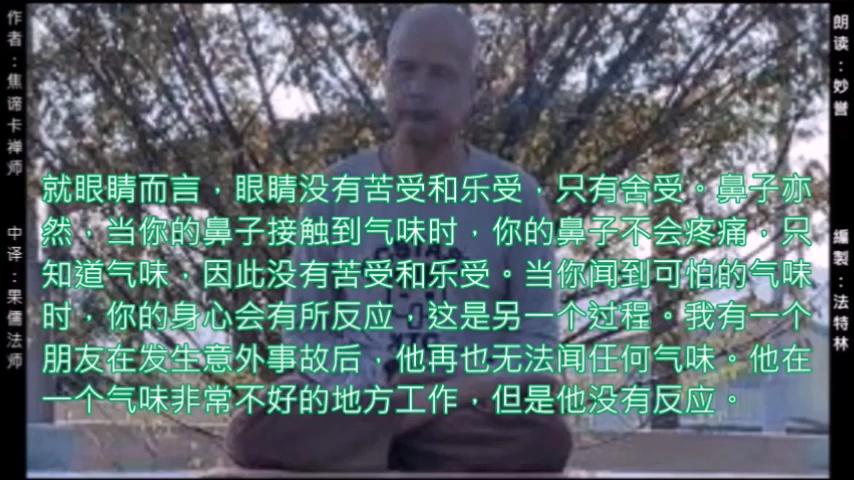 作者：焦谛卡禅师
中译：果儒法师
就眼睛而言，眼睛没有苦受和乐受，只有舍受。鼻子亦
然，当你的鼻子接触到气味时，你的鼻子不会疼痛，只
知道气味，因此没有苦受和乐受。当你闻到可怕的气味
时，你的身心会有所反应，这是另一个过程。我有一个
朋友在发生意外事故后，他再也无法闻任何气味。他在
一个气味非常不好的地方工作，但是他没有反应。
朗读：妙誉
編製：法特林